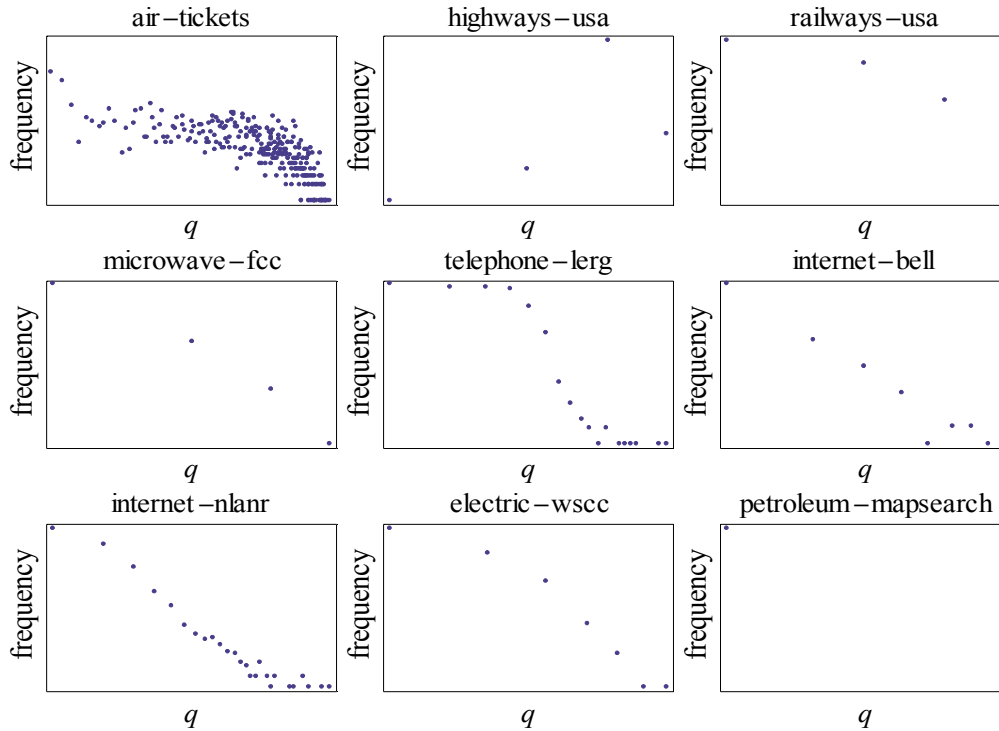 air−tickets
highways−usa
railways−usa
frequency
frequency
frequency
q
q
q
microwave−fcc
telephone−lerg
internet−bell
frequency
frequency
frequency
q
q
q
internet−nlanr
electric−wscc
petroleum−mapsearch
frequency
frequency
frequency
q
q
q